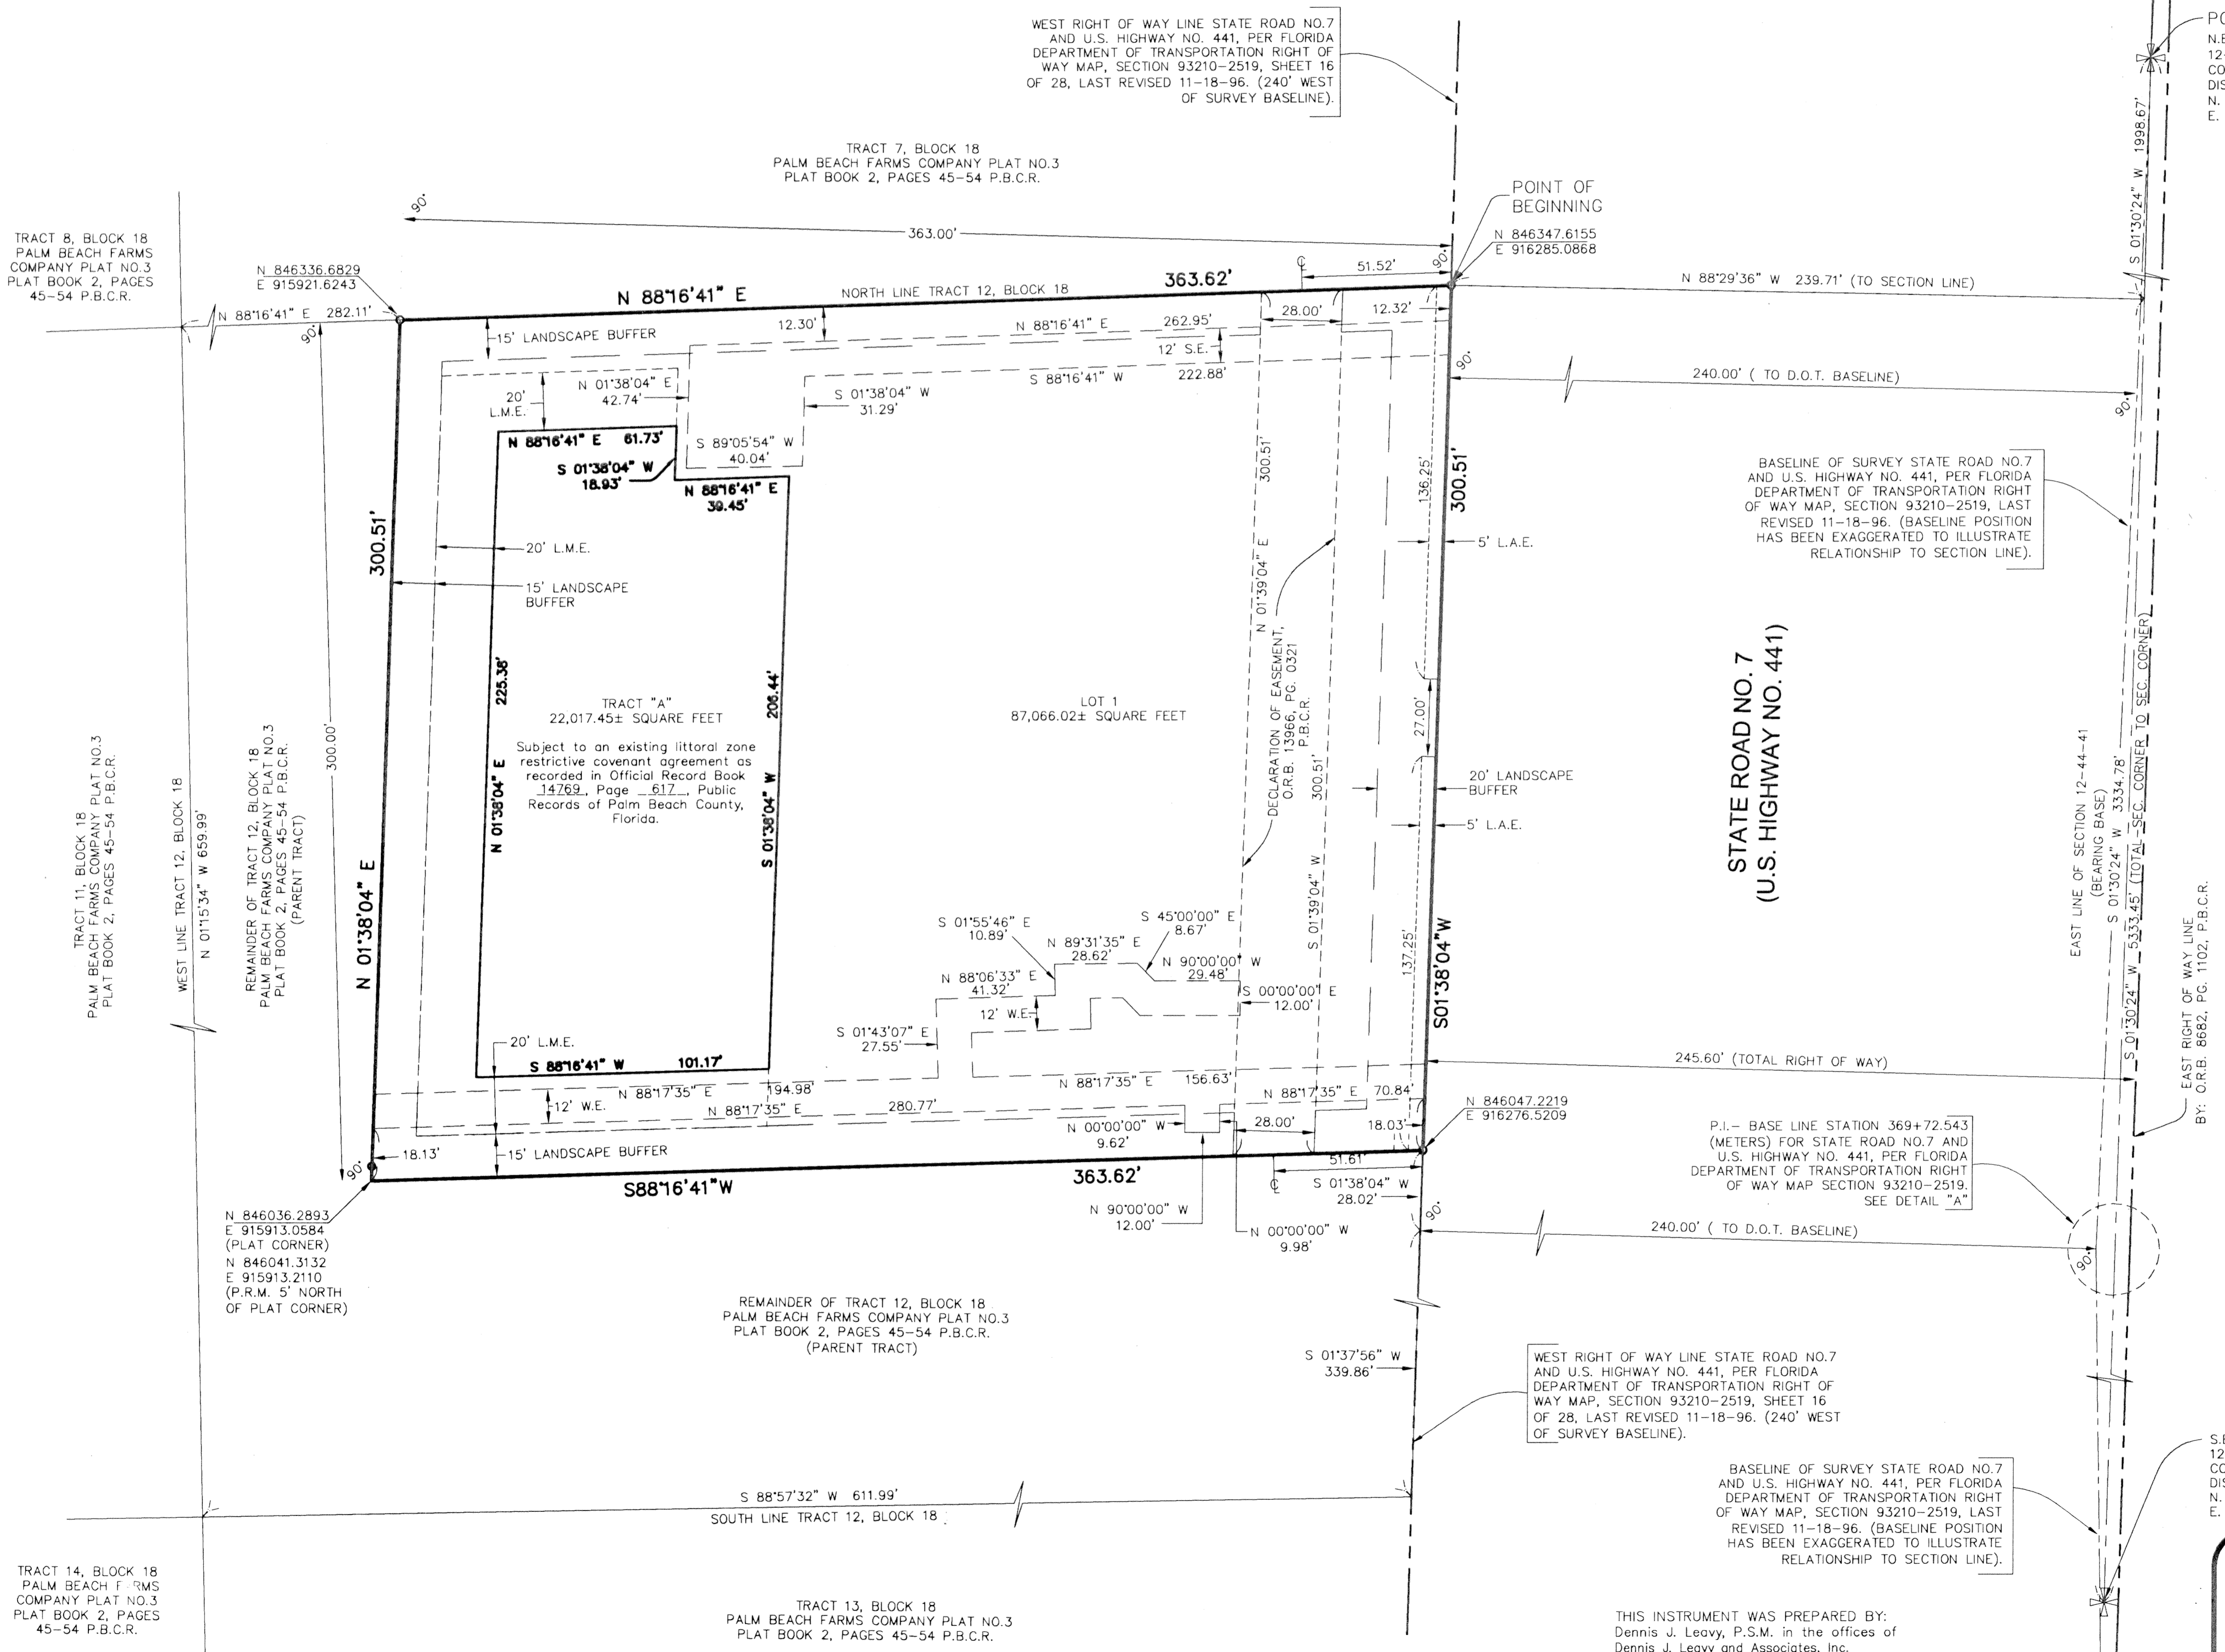 WEST RIGHT OF WAY LINE STATE ROAD NO.7
AND U.S. HIGHWAY NO. 441, PER FLORIDA
DEPARTMENT OF TRANSPORTATION RIGHT OF
WAY MAP, SECTION 93210-2519, SHEET 16
OF 28, LAST REVISED 11-18-96. (240' WEST
OF SURVEY BASELINE).
N.E
12-
CO
DIS
N.
E.
S 01°30'24" W 1998.67'
TRACT 7, BLOCK 18
PALM BEACH FARMS COMPANY PLAT NO.3
PLAT BOOK 2, PAGES 45-54 P.B.C.R.
POINT OF
BEGINNING
N 846347.6155
E 916285.0868
90°
363.00'
90°
TRACT 8, BLOCK 18
PALM BEACH FARMS
COMPANY PLAT NO.3
PLAT BOOK 2, PAGES
45-54 P.B.C.R.
N 846336.6829
E 915921.6243
N 88°16'41" E 282.11'
90°
N 88°16'41" E
NORTH LINE TRACT 12, BLOCK 18
363.62'
℄
51.52'
N 88°29'36" W 239.71' (TO SECTION LINE)
15' LANDSCAPE BUFFER
12.30'
N 88°16'41" E 262.95'
28.00'
12.32'
12' S.E.
S 88°16'41" W 222.88'
90°
240.00' ( TO D.O.T. BASELINE)
90°
20'
L.M.E.
N 01°38'04" E
42.74'
S 01°38'04" W
31.29'
N 88°16'41" E 61.73'
S 89°05'54" W
40.04'
S 01°38'04" W
18.93'
N 88°16'41" E
39.45'
300.51'
N 01°39'04" E
136.25'
300.51'
5' L.A.E.
BASELINE OF SURVEY STATE ROAD NO.7
AND U.S. HIGHWAY NO. 441, PER FLORIDA
DEPARTMENT OF TRANSPORTATION RIGHT
OF WAY MAP, SECTION 93210-2519, LAST
REVISED 11-18-96. (BASELINE POSITION
HAS BEEN EXAGGERATED TO ILLUSTRATE
RELATIONSHIP TO SECTION LINE).
300.51'
20' L.M.E.
15' LANDSCAPE
BUFFER
225.38'
N 01°38'04" E
TRACT "A"
22,017.45± SQUARE FEET
Subject to an existing littoral zone
restrictive covenant agreement as
recorded in Official Record Book
14769, Page 617, Public
Records of Palm Beach County,
Florida.
206.44'
S 01°38'04" W
LOT 1
87,066.02± SQUARE FEET
DECLARATION OF EASEMENT,
O.R.B. 13966, PG. 0321
P.B.C.R.
300.51'
S 01°39'04" W
27.00'
20' LANDSCAPE
BUFFER
5' L.A.E.
137.25'
S01°38'04"W
STATE ROAD NO. 7
(U.S. HIGHWAY NO. 441)
EAST LINE OF SECTION 12-44-41
(BEARING BASE)
S 01°30'24" W 3334.78'
S 01°30'24" W 5333.45' (TOTAL-SEC. CORNER TO SEC. CORNER)
EAST RIGHT OF WAY LINE
BY: O.R.B. 8682, PG. 1102, P.B.C.R.
TRACT 11, BLOCK 18
PALM BEACH FARMS COMPANY PLAT NO.3
PLAT BOOK 2, PAGES 45-54 P.B.C.R.
WEST LINE TRACT 12, BLOCK 18
N 01°15'34" W 659.99'
REMAINDER OF TRACT 12, BLOCK 18
PALM BEACH FARMS COMPANY PLAT NO.3
PLAT BOOK 2, PAGES 45-54 P.B.C.R.
(PARENT TRACT)
300.00'
N 01°38'04" E
S 01°55'46" E
10.89'
S 45°00'00" E
8.67'
N 89°31'35" E
28.62'
N 90°00'00" W
29.48'
N 88°06'33" E
41.32'
S 00°00'00" E
12.00'
12' W.E.
S 01°43'07" E
27.55'
20' L.M.E.
S 88°16'41" W 101.17'
N 88°17'35" E 194.98'
N 88°17'35" E 156.63'
N 88°17'35" E 70.84'
12' W.E.
N 88°17'35" E 280.77'
N 00°00'00" W
9.62'
28.00'
18.03'
18.13'
15' LANDSCAPE BUFFER
90°
S88°16'41"W
363.62'
51.61'
℄
S 01°38'04" W
28.02'
N 90°00'00" W
12.00'
N 00°00'00" W
9.98'
245.60' (TOTAL RIGHT OF WAY)
N 846047.2219
E 916276.5209
P.I.- BASE LINE STATION 369+72.543
(METERS) FOR STATE ROAD NO.7 AND
U.S. HIGHWAY NO. 441, PER FLORIDA
DEPARTMENT OF TRANSPORTATION RIGHT
OF WAY MAP SECTION 93210-2519.
SEE DETAIL "A"
90°
240.00' ( TO D.O.T. BASELINE)
90°
N 846036.2893
E 915913.0584
(PLAT CORNER)
N 846041.3132
E 915913.2110
(P.R.M. 5' NORTH
OF PLAT CORNER)
REMAINDER OF TRACT 12, BLOCK 18
PALM BEACH FARMS COMPANY PLAT NO.3
PLAT BOOK 2, PAGES 45-54 P.B.C.R.
(PARENT TRACT)
S 01°37'56" W
339.86'
WEST RIGHT OF WAY LINE STATE ROAD NO.7
AND U.S. HIGHWAY NO. 441, PER FLORIDA
DEPARTMENT OF TRANSPORTATION RIGHT OF
WAY MAP, SECTION 93210-2519, SHEET 16
OF 28, LAST REVISED 11-18-96. (240' WEST
OF SURVEY BASELINE).
S 88°57'32" W 611.99'
SOUTH LINE TRACT 12, BLOCK 18
BASELINE OF SURVEY STATE ROAD NO.7
AND U.S. HIGHWAY NO. 441, PER FLORIDA
DEPARTMENT OF TRANSPORTATION RIGHT
OF WAY MAP, SECTION 93210-2519, LAST
REVISED 11-18-96. (BASELINE POSITION
HAS BEEN EXAGGERATED TO ILLUSTRATE
RELATIONSHIP TO SECTION LINE).
12
CO
DIS
N.
E.
TRACT 14, BLOCK 18
PALM BEACH F RMS
COMPANY PLAT NO.3
PLAT BOOK 2, PAGES
45-54 P.B.C.R.
TRACT 13, BLOCK 18
PALM BEACH FARMS COMPANY PLAT NO.3
PLAT BOOK 2, PAGES 45-54 P.B.C.R.
THIS INSTRUMENT WAS PREPARED BY:
Dennis J. Leavy, P.S.M. in the offices of
Dennis J. Leavy and Associates, Inc.